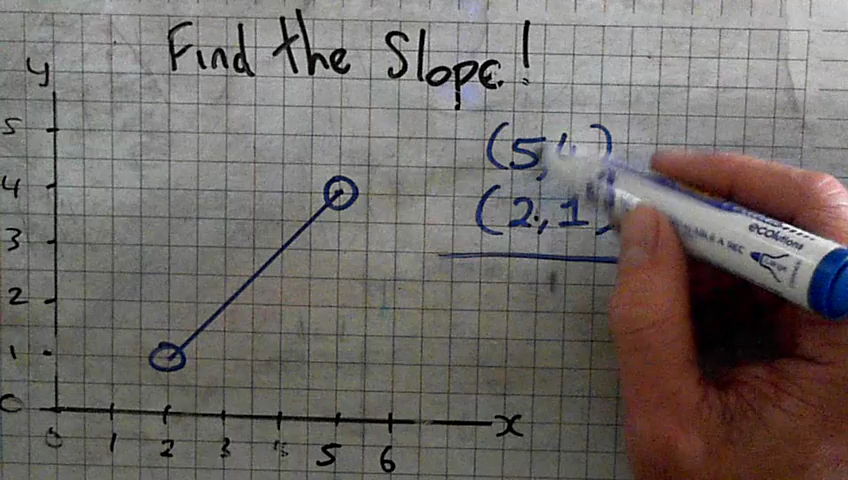 Find the Slope!
y
5
4
3
2
1
0
(5,4)
(2,1)
ecolutions
x
0 1 2 3 5 6